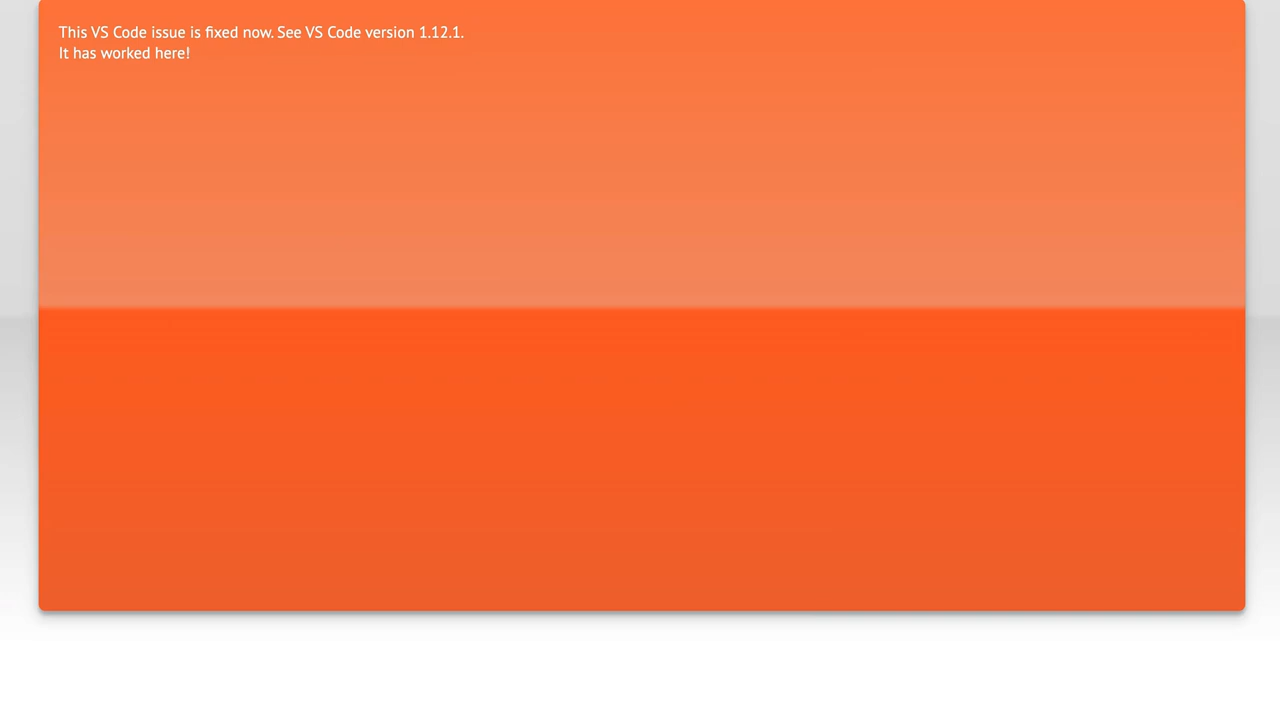 This VS Code issue is fixed now. See VS Code version 1.12.1.
It has worked here!